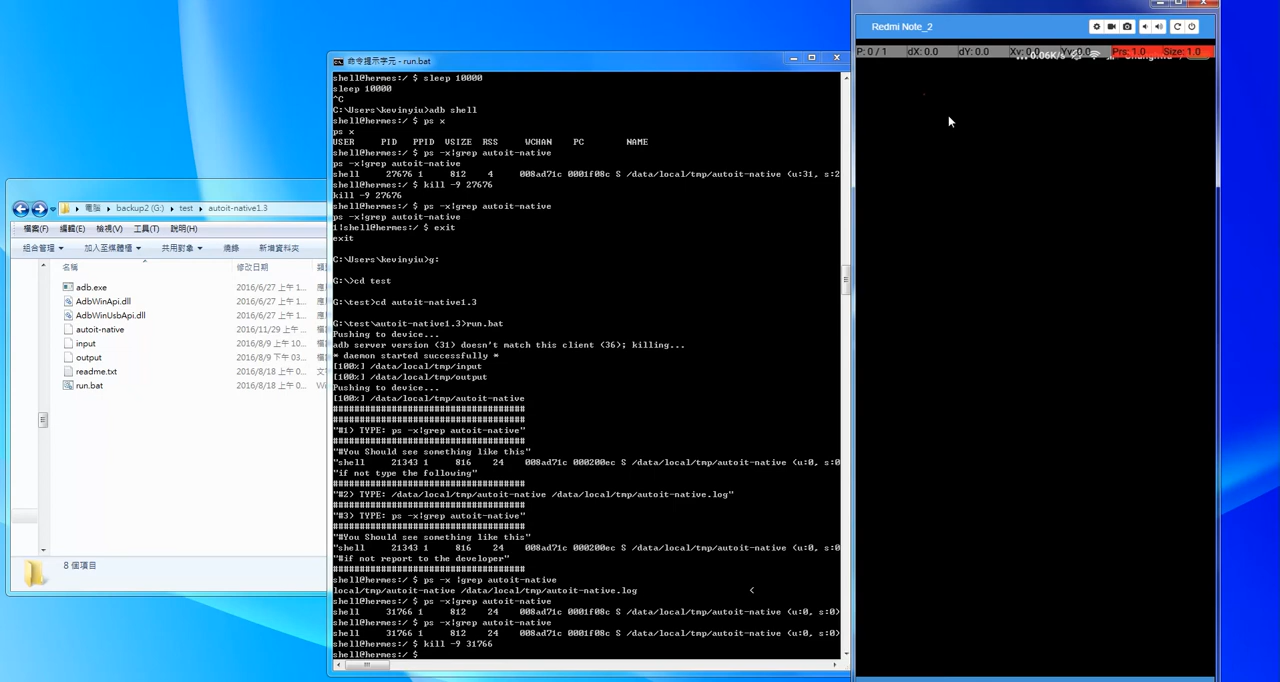 Redmi Note_2
P: 0 / 1 dX: 0.0 dY: 0.0 Xv: 0.0 Yv: 0.0 Prs: 1.0 Size: 1.0
0.06K/s
命令提示字元 - run.bat
shell@hermes:/ $ sleep 10000
sleep 10000
^C
C:\Users\kevinyiu>adb shell
shell@hermes:/ $ ps x
ps x
USER PID PPID VSIZE RSS WCHAN PC NAME
shell@hermes:/ $ ps -x|grep autoit-native
ps -x|grep autoit-native
shell 27676 1 812 4 008ad71c 0001f08c S /data/local/tmp/autoit-native (u:31, s:2
shell@hermes:/ $ kill -9 27676
kill -9 27676
shell@hermes:/ $ ps -x|grep autoit-native
ps -x|grep autoit-native
1|shell@hermes:/ $ exit
exit
C:\Users\kevinyiu>g:
G:\>cd test
G:\test>cd autoit-native1.3
G:\test\autoit-native1.3>run.bat
Pushing to device...
adb server version (31) doesn't match this client (36); killing...
* daemon started successfully *
[100%] /data/local/tmp/input
[100%] /data/local/tmp/output
Pushing to device...
[100%] /data/local/tmp/autoit-native
####################################
####################################
"#1) TYPE: ps -x|grep autoit-native"
####################################
"#You Should see something like this"
"shell 21343 1 816 24 008ad71c 000200ec S /data/local/tmp/autoit-native (u:0, s:0
"if not type the following"
####################################
"#2) TYPE: /data/local/tmp/autoit-native /data/local/tmp/autoit-native.log"
####################################
"#3) TYPE: ps -x|grep autoit-native"
####################################
"#You Should see something like this"
"shell 21343 1 816 24 008ad71c 000200ec S /data/local/tmp/autoit-native (u:0, s:0
"#if not report to the developer"
####################################
shell@hermes:/ $ ps -x |grep autoit-native
local/tmp/autoit-native /data/local/tmp/autoit-native.log <
shell@hermes:/ $ ps -x|grep autoit-native
shell 31766 1 812 24 008ad71c 0001f08c S /data/local/tmp/autoit-native (u:0, s:0)
shell@hermes:/ $ ps -x|grep autoit-native
shell 31766 1 812 24 008ad71c 0001f08c S /data/local/tmp/autoit-native (u:0, s:0)
shell@hermes:/ $ kill -9 31766
shell@hermes:/ $
電腦 backup2 (G:) test autoit-native1.3
檔案(F) 編輯(E) 檢視(V) 工具(T) 說明(H)
組合管理 加入至媒體櫃 共用對象 燒錄 新增資料夾
名稱 修改日期
adb.exe 2016/6/27 上午 1...
AdbWinApi.dll 2016/6/27 上午 1...
AdbWinUsbApi.dll 2016/6/27 上午 1...
autoit-native 2016/11/29 上午...
input 2016/8/9 上午 10...
output 2016/8/9 下午 03...
readme.txt 2016/8/18 上午 0...
run.bat 2016/8/18 上午 0...
8 個項目